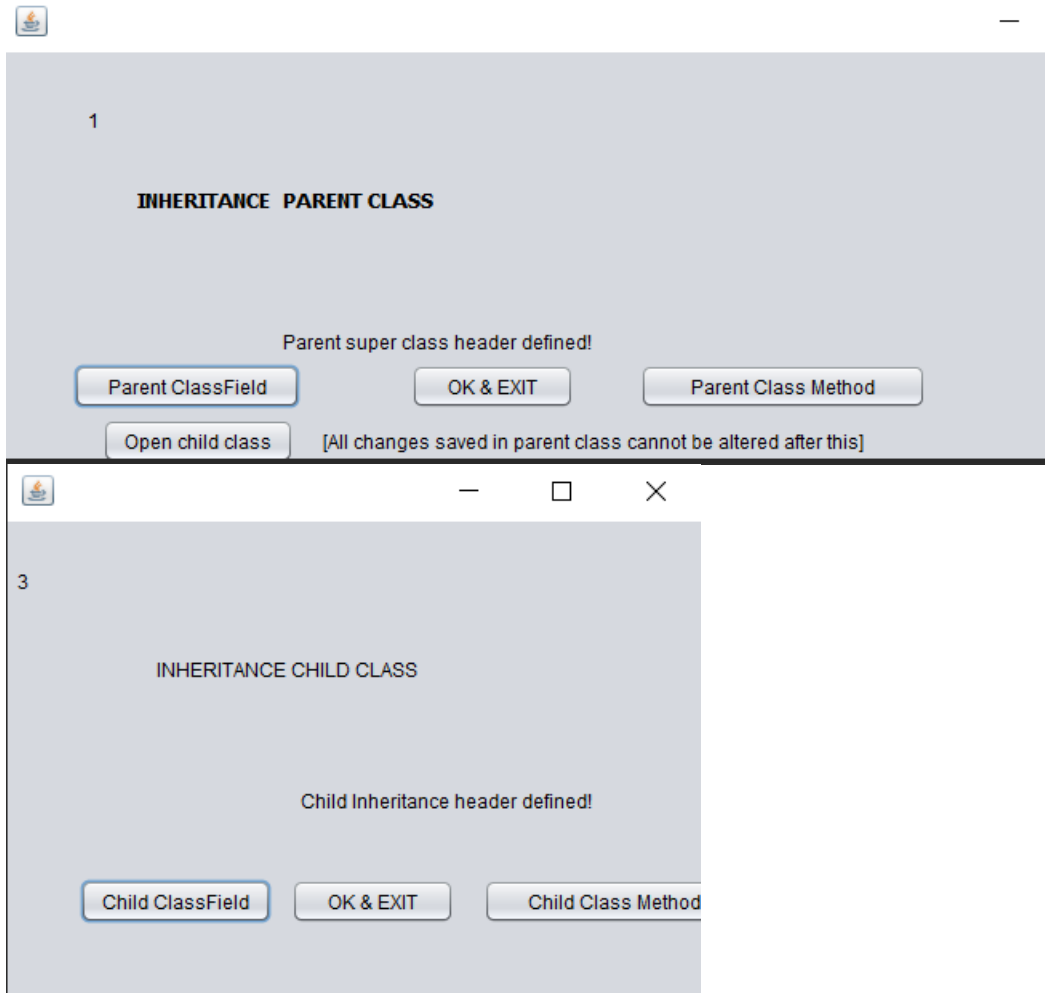 1
INHERITANCE PARENT CLASS
Parent super class header defined!
Parent ClassField OK & EXIT Parent Class Method
Open child class [All changes saved in parent class cannot be altered after this]
3
INHERITANCE CHILD CLASS
Child Inheritance header defined!
Child ClassField OK & EXIT Child Class Method